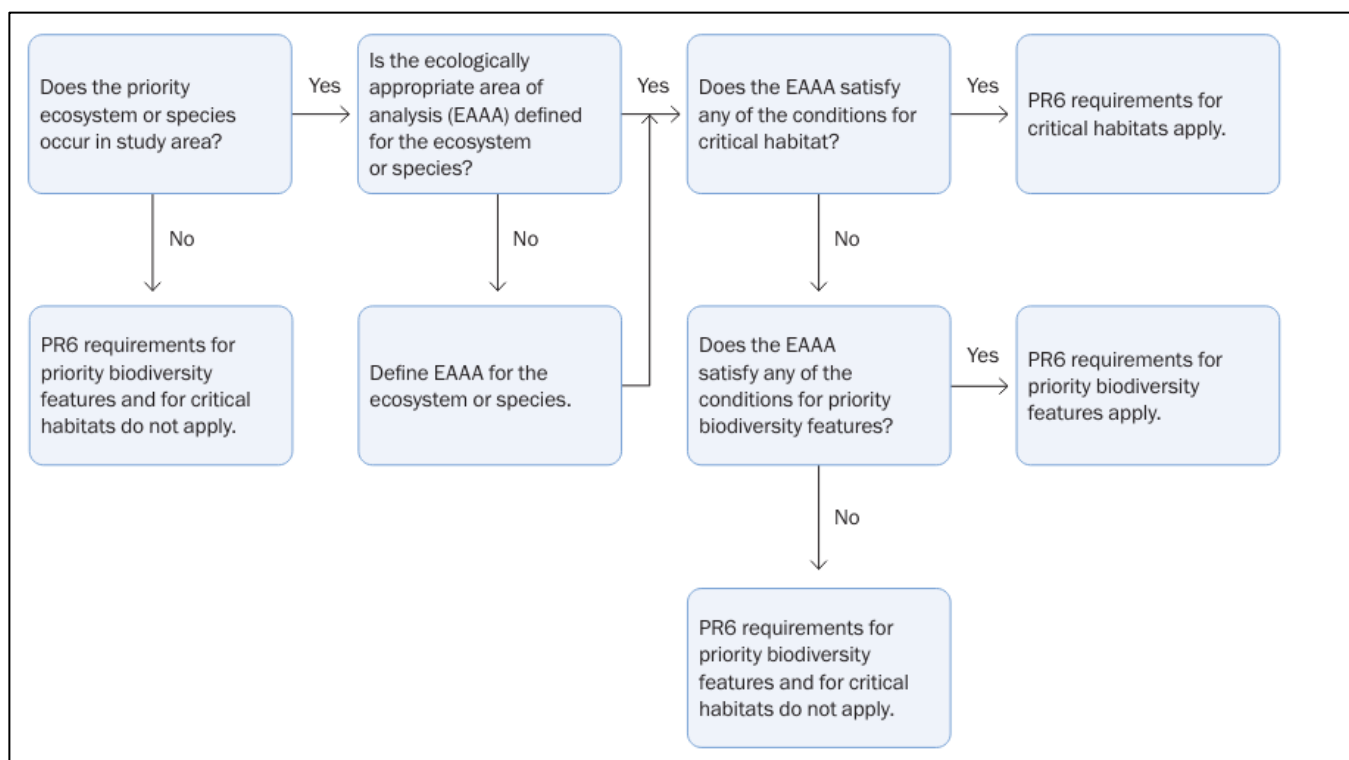 Does the priority
ecosystem or species
occur in study area?
Yes
Is the ecologically
appropriate area of
analysis (EAAA) defined
for the ecosystem
or species?
Yes
Does the EAAA satisfy
any of the conditions for
critical habitat?
Yes
PR6 requirements for
critical habitats apply.
No
No
No
PR6 requirements for
priority biodiversity
features and for critical
habitats do not apply.
Define EAAA for the
ecosystem or species.
Does the EAAA
satisfy any of the
conditions for priority
biodiversity features?
Yes
PR6 requirements for
priority biodiversity
features apply.
No
PR6 requirements for
priority biodiversity
features and for critical
habitats do not apply.